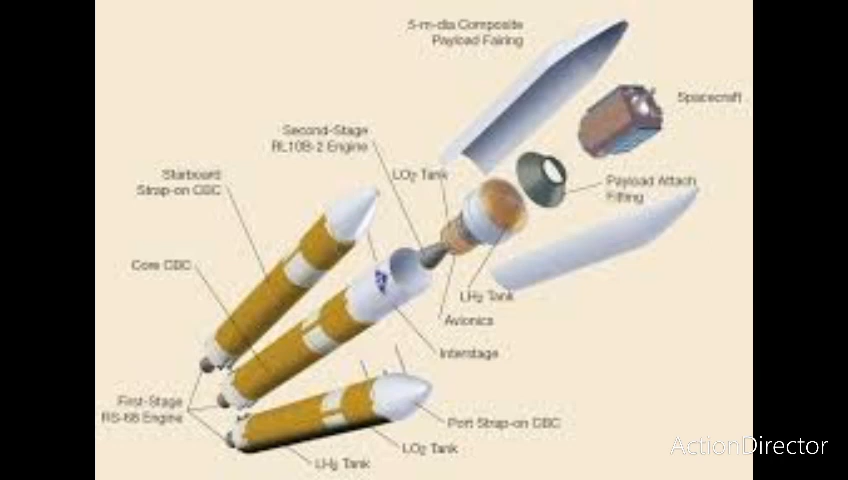 5-m-dia Composite
Payload Fairing
Spacecraft
Second-Stage
RL10B-2 Engine
LO2 Tank
Starboard
Strap-on CBC
Payload Attach
Fitting
Core CBC
LH2 Tank
Avionics
Interstage
First-Stage
RS-68 Engine
Port Strap-on CBC
LO2 Tank
LH2 Tank
ActionDirector